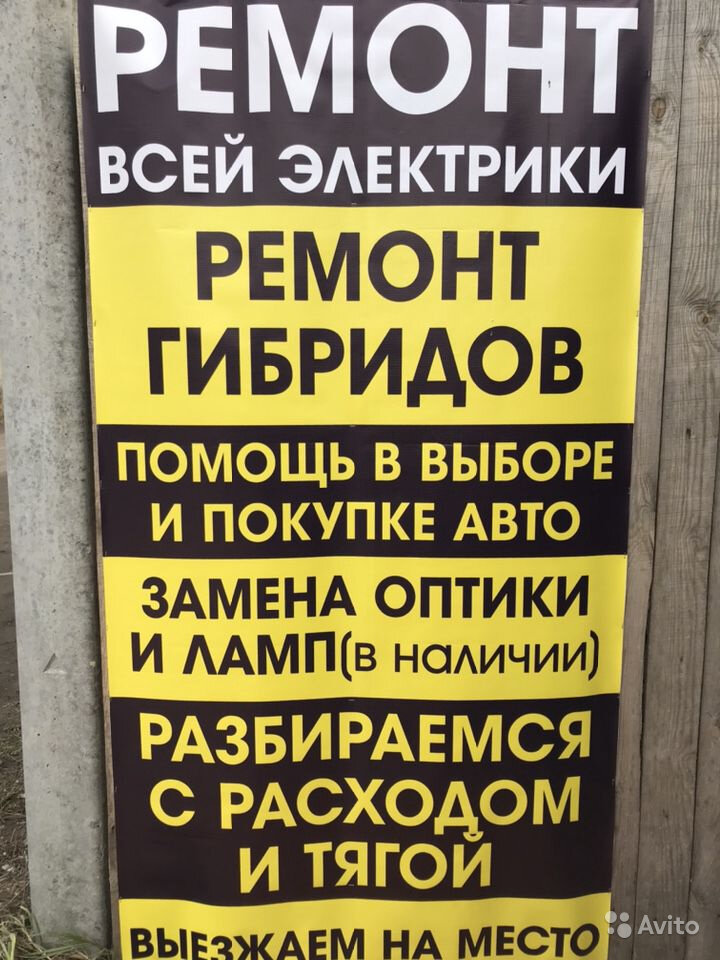 РЕМОНТ
ВСЕЙ ЭЛЕКТРИКИ
РЕМОНТ
ГИБРИДОВ
ПОМОЩЬ В ВЫБОРЕ
И ПОКУПКЕ АВТО
ЗАМЕНА ОПТИКИ
И ЛАМП(в наличии)
РАЗБИРАЕМСЯ
С РАСХОДОМ
И ТЯГОЙ
ВЫЕЗЖАЕМ НА МЕСТО
Avito